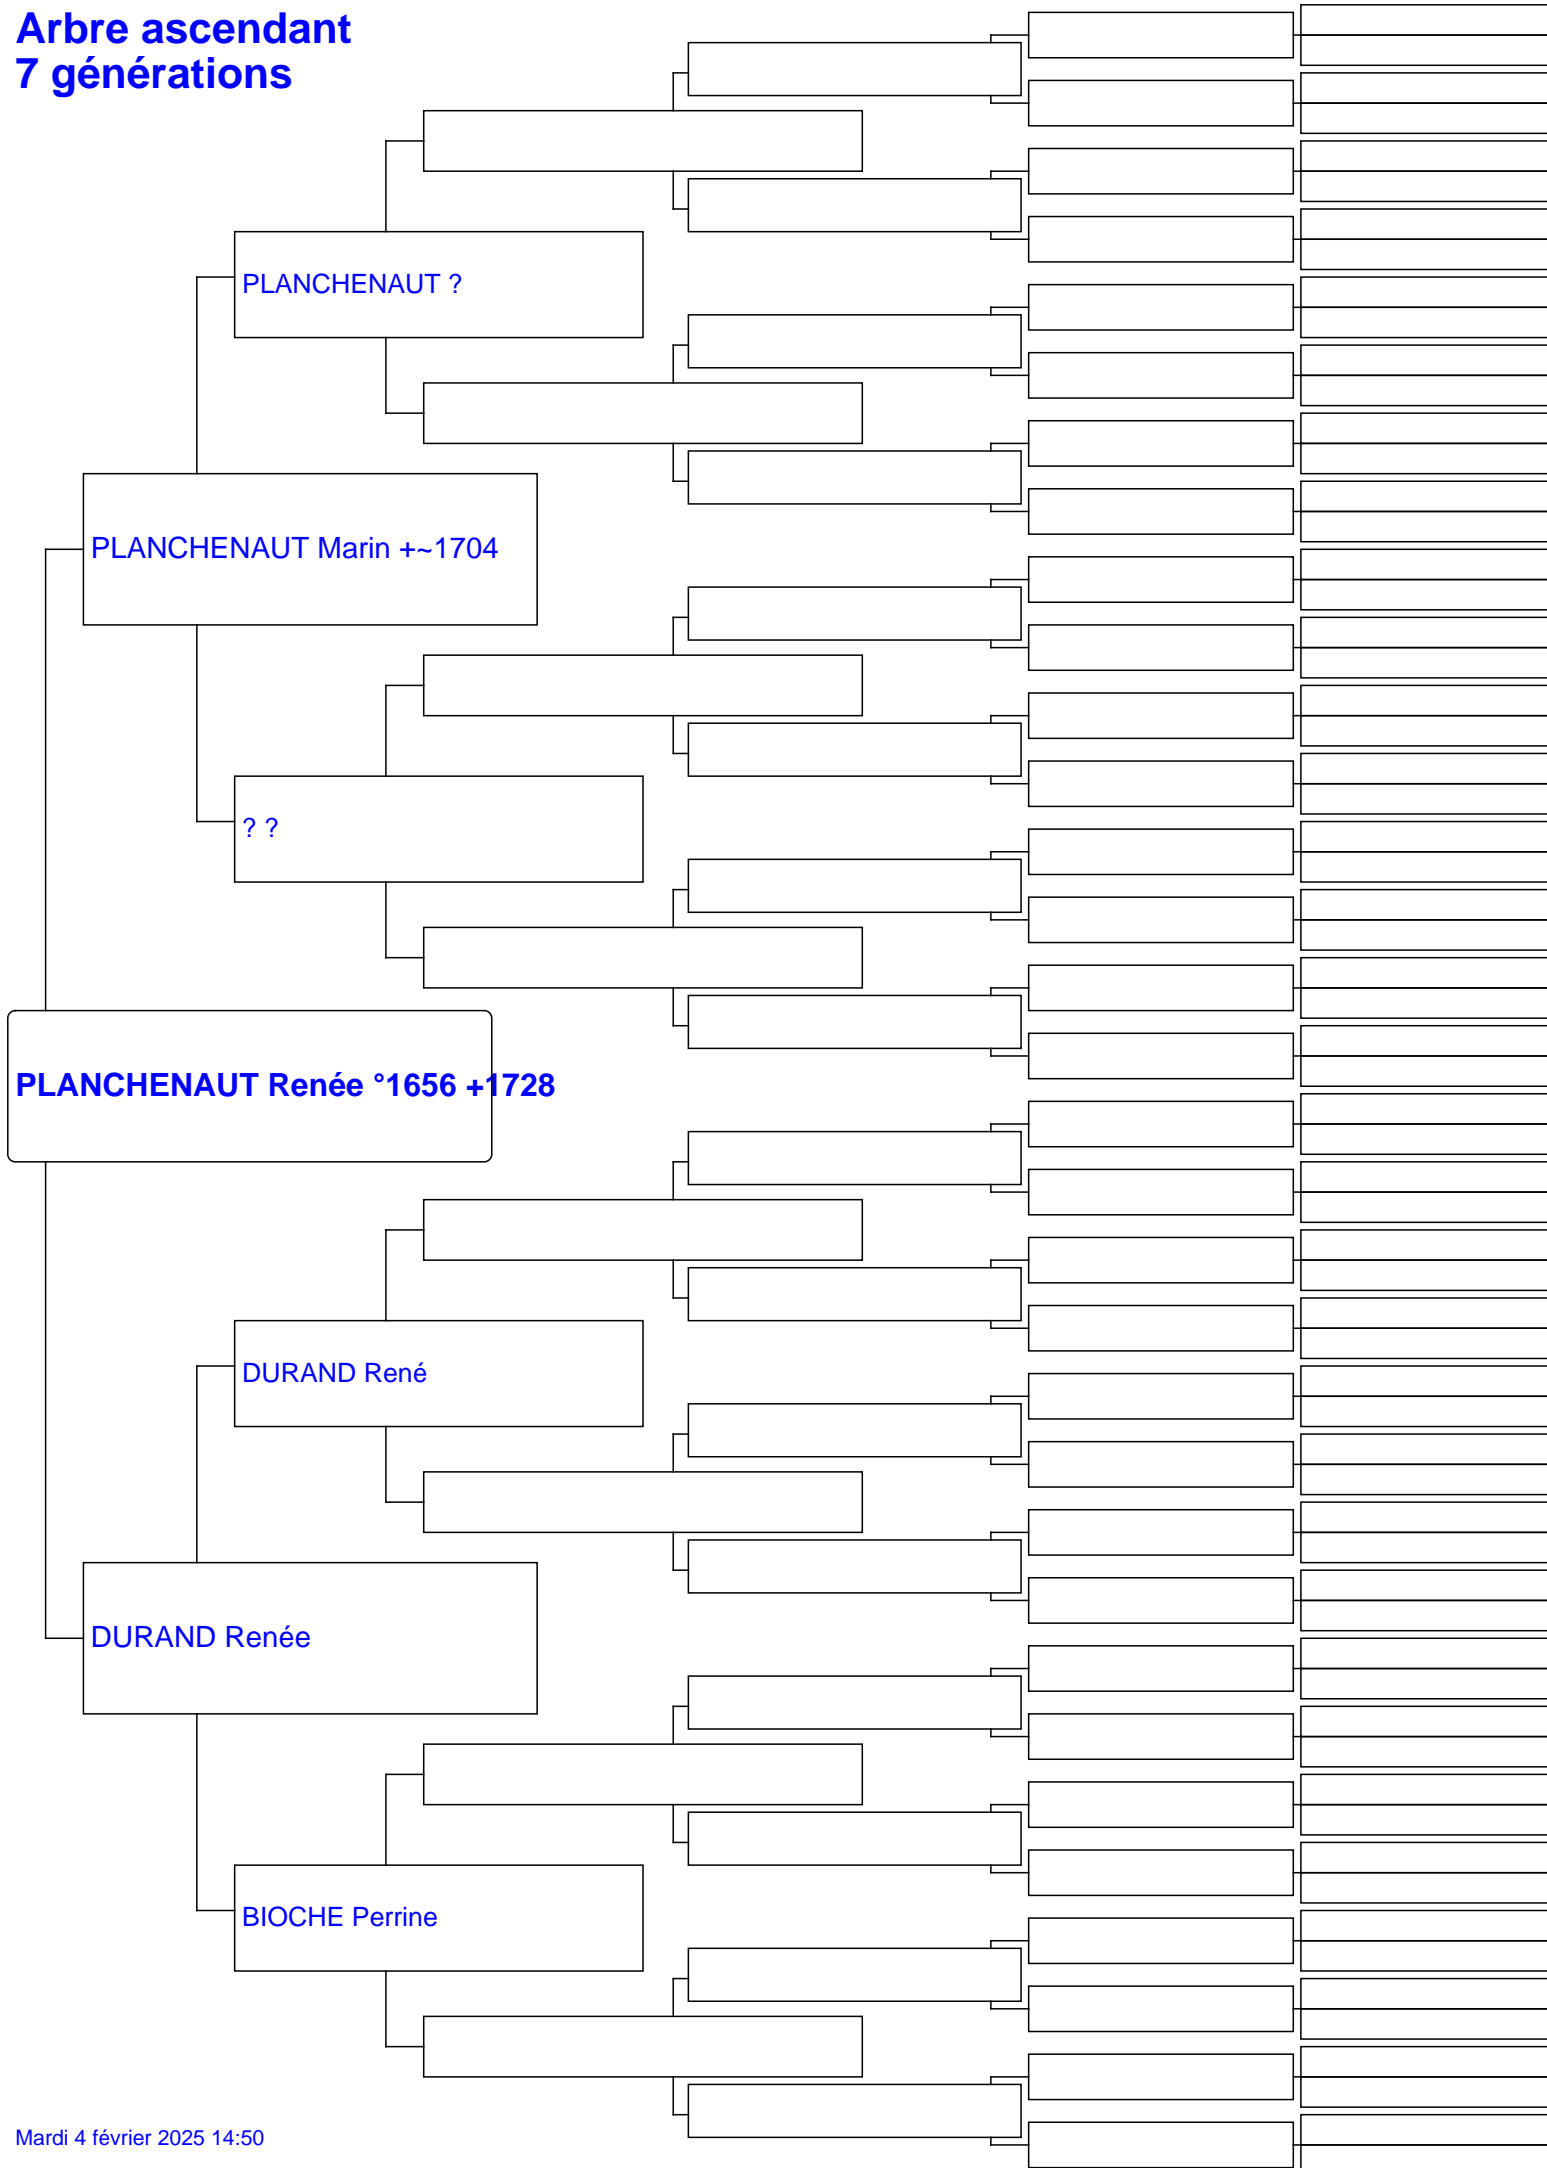 Arbre ascendant
7 générations
PLANCHENAUT ?
PLANCHENAUT Marin +~1704
? ?
PLANCHENAUT Renée °1656 +1728
DURAND René
DURAND Renée
BIOCHE Perrine
Mardi 4 février 2025 14:50